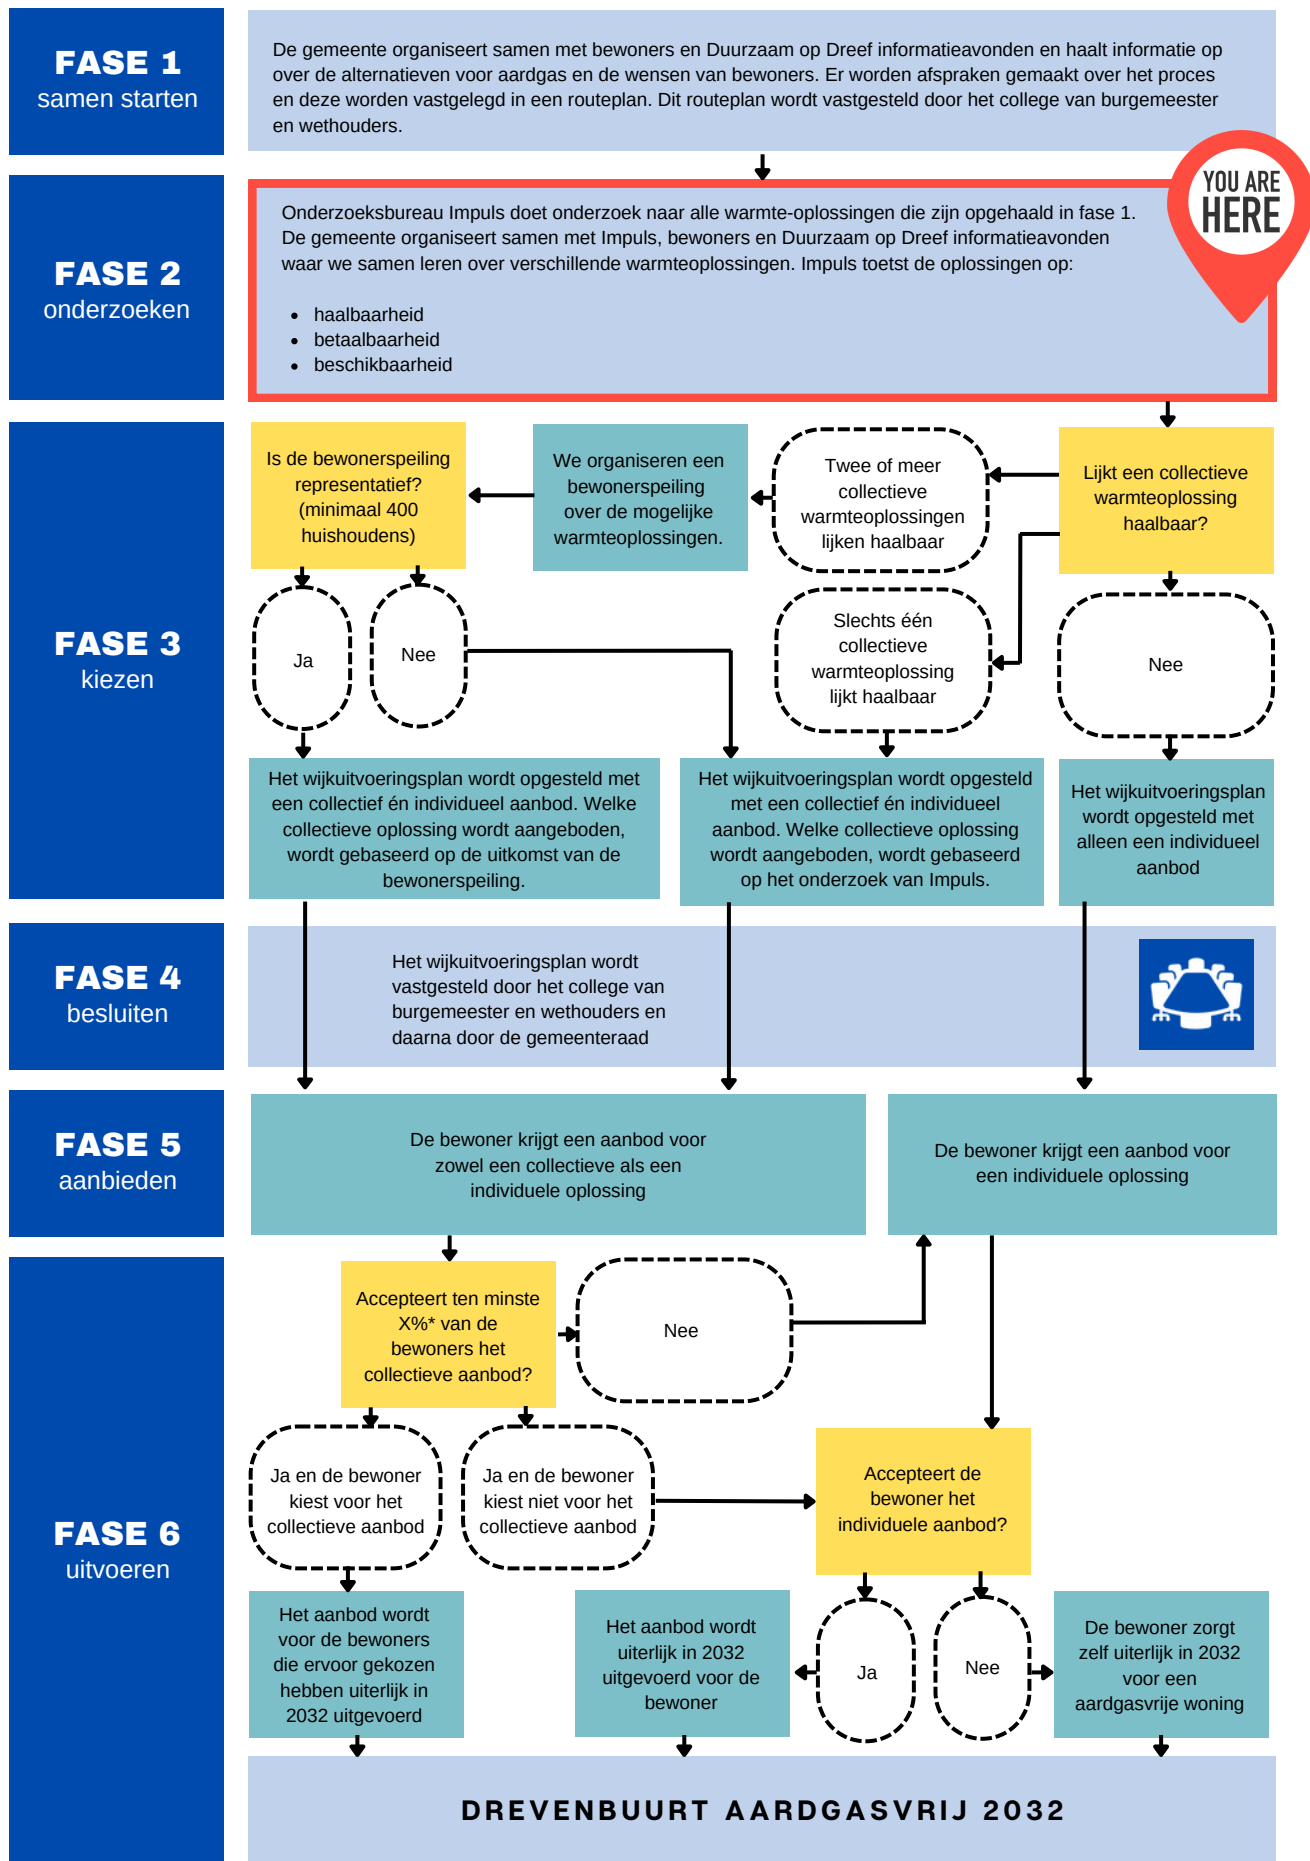 FASE 1
samen starten
De gemeente organiseert samen met bewoners en Duurzaam op Dreef informatieavonden en haalt informatie op
over de alternatieven voor aardgas en de wensen van bewoners. Er worden afspraken gemaakt over het proces
en deze worden vastgelegd in een routeplan. Dit routeplan wordt vastgesteld door het college van burgemeester
en wethouders.
YOU ARE
HERE
FASE 2
onderzoeken
Onderzoeksbureau Impuls doet onderzoek naar alle warmte-oplossingen die zijn opgehaald in fase 1.
De gemeente organiseert samen met Impuls, bewoners en Duurzaam op Dreef informatieavonden
waar we samen leren over verschillende warmteoplossingen. Impuls toetst de oplossingen op:
• haalbaarheid
• betaalbaarheid
• beschikbaarheid
FASE 3
kiezen
Lijkt een collectieve
warmteoplossing
haalbaar?
Twee of meer
collectieve
warmteoplossingen
lijken haalbaar
We organiseren een
bewonerspeiling
over de mogelijke
warmteoplossingen.
Is de bewonerspeiling
representatief?
(minimaal 400
huishoudens)
Ja
Nee
Slechts één
collectieve
warmteoplossing
lijkt haalbaar
Nee
Het wijkuitvoeringsplan wordt opgesteld met
een collectief én individueel aanbod. Welke
collectieve oplossing wordt aangeboden,
wordt gebaseerd op de uitkomst van de
bewonerspeiling.
Het wijkuitvoeringsplan wordt opgesteld
met een collectief én individueel
aanbod. Welke collectieve oplossing
wordt aangeboden, wordt gebaseerd
op het onderzoek van Impuls.
Het wijkuitvoeringsplan
wordt opgesteld met
alleen een individueel
aanbod
FASE 4
besluiten
Het wijkuitvoeringsplan wordt
vastgesteld door het college van
burgemeester en wethouders en
daarna door de gemeenteraad
FASE 5
aanbieden
De bewoner krijgt een aanbod voor
zowel een collectieve als een
individuele oplossing
De bewoner krijgt een aanbod voor
een individuele oplossing
FASE 6
uitvoeren
Accepteert ten minste
X%* van de
bewoners het
collectieve aanbod?
Nee
Ja en de bewoner
kiest voor het
collectieve aanbod
Ja en de bewoner
kiest niet voor het
collectieve aanbod
Accepteert de
bewoner het
individuele aanbod?
Het aanbod wordt
voor de bewoners
die ervoor gekozen
hebben uiterlijk in
2032 uitgevoerd
Het aanbod wordt
uiterlijk in 2032
uitgevoerd voor de
bewoner
Ja
Nee
De bewoner zorgt
zelf uiterlijk in 2032
voor een
aardgasvrije woning
DREVENBUURT AARDGASVRIJ 2032